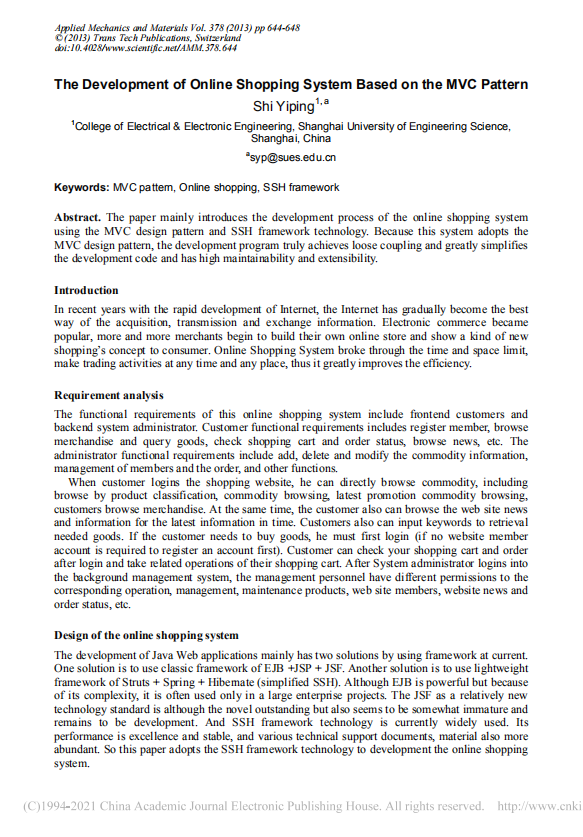 Applied Mechanics and Materials Vol. 378 (2013) pp 644-648
© (2013) Trans Tech Publications, Switzerland
doi:10.4028/www.scientific.net/AMM.378.644
The Development of Online Shopping System Based on the MVC Pattern
Shi Yiping1, a
1College of Electrical & Electronic Engineering, Shanghai University of Engineering Science,
Shanghai, China
asyp@sues.edu.cn
Keywords: MVC pattern, Online shopping, SSH framework
Abstract. The paper mainly introduces the development process of the online shopping system
using the MVC design pattern and SSH framework technology. Because this system adopts the
MVC design pattern, the development program truly achieves loose coupling and greatly simplifies
the development code and has high maintainability and extensibility.
Introduction
In recent years with the rapid development of Internet, the Internet has gradually become the best
way of the acquisition, transmission and exchange information. Electronic commerce became
popular, more and more merchants begin to build their own online store and show a kind of new
shopping's concept to consumer. Online Shopping System broke through the time and space limit,
make trading activities at any time and any place, thus it greatly improves the efficiency.
Requirement analysis
The functional requirements of this online shopping system include frontend customers and
backend system administrator. Customer functional requirements includes register member, browse
merchandise and query goods, check shopping cart and order status, browse news, etc. The
administrator functional requirements include add, delete and modify the commodity information,
management of members and the order, and other functions.
When customer logins the shopping website, he can directly browse commodity, including
browse by product classification, commodity browsing, latest promotion commodity browsing,
customers browse merchandise. At the same time, the customer also can browse the web site news
and information for the latest information in time. Customers also can input keywords to retrieval
needed goods. If the customer needs to buy goods, he must first login (if no website member
account is required to register an account first). Customer can check your shopping cart and order
after login and take related operations of their shopping cart. After System administrator logins into
the background management system, the management personnel have different permissions to the
corresponding operation, management, maintenance products, web site members, website news and
order status, etc.
Design of the online shopping system
The development of Java Web applications mainly has two solutions by using framework at current.
One solution is to use classic framework of EJB +JSP + JSF. Another solution is to use lightweight
framework of Struts + Spring + Hibernate (simplified SSH). Although EJB is powerful but because
of its complexity, it is often used only in a large enterprise projects. The JSF as a relatively new
technology standard is although the novel outstanding but also seems to be somewhat immature and
remains to be development. And SSH framework technology is currently widely used. Its
performance is excellence and stable, and various technical support documents, material also more
abundant. So this paper adopts the SSH framework technology to development the online shopping
system.
(C)1994-2021 China Academic Journal Electronic Publishing House. All rights reserved. http://www.cnki